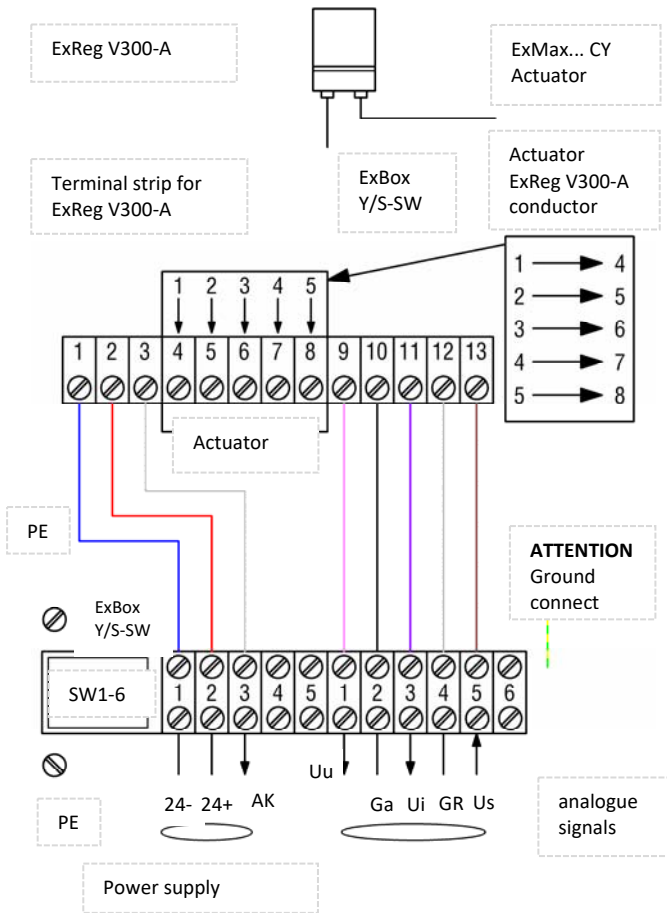 ExReg V300-A
ExMax... CY
Actuator
Terminal strip for
ExReg V300-A
ExBox
Y/S-SW
Actuator
ExReg V300-A
conductor
1 2 3 4 5
1 4
2 5
3 6
4 7
5 8
1 2 3 4 5 6 7 8 9 10 11 12 13
Actuator
PE
ATTENTION
Ground
connect
ExBox
Y/S-SW
SW1-6
1 2 3 4 5 1 2 3 4 5 6
24- 24+ AK Uu Ga Ui GR Us
PE
analogue
signals
Power supply